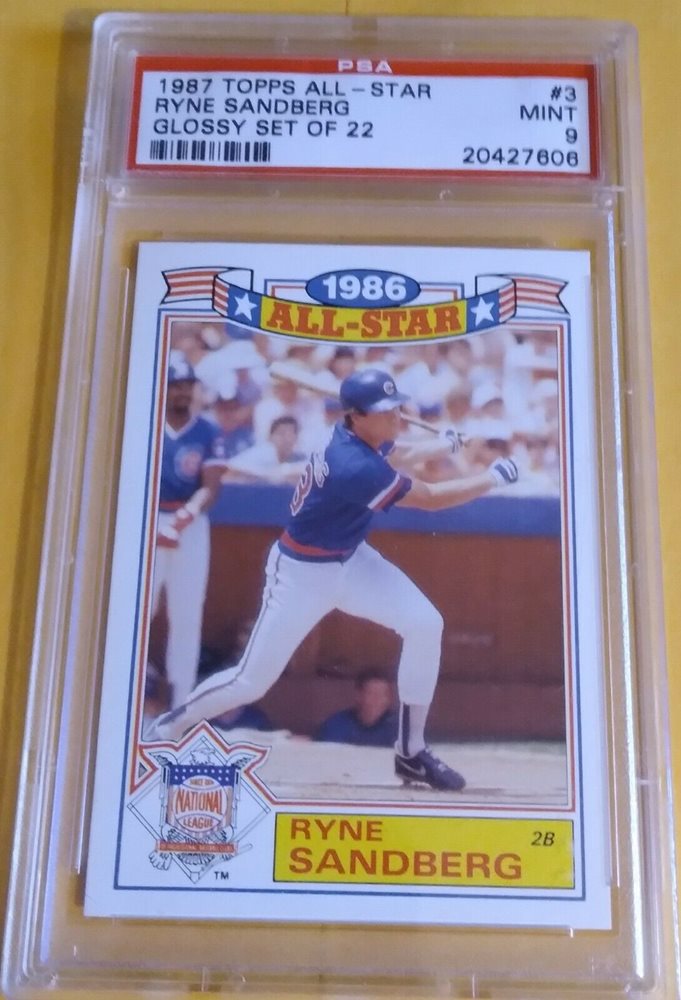 PSA
1987 TOPPS ALL-STAR #3
RYNE SANDBERG MINT
GLOSSY SET OF 22 9
20427606
1986
ALL-STAR
NATIONAL
LEAGUE
TM
RYNE
SANDBERG
2B